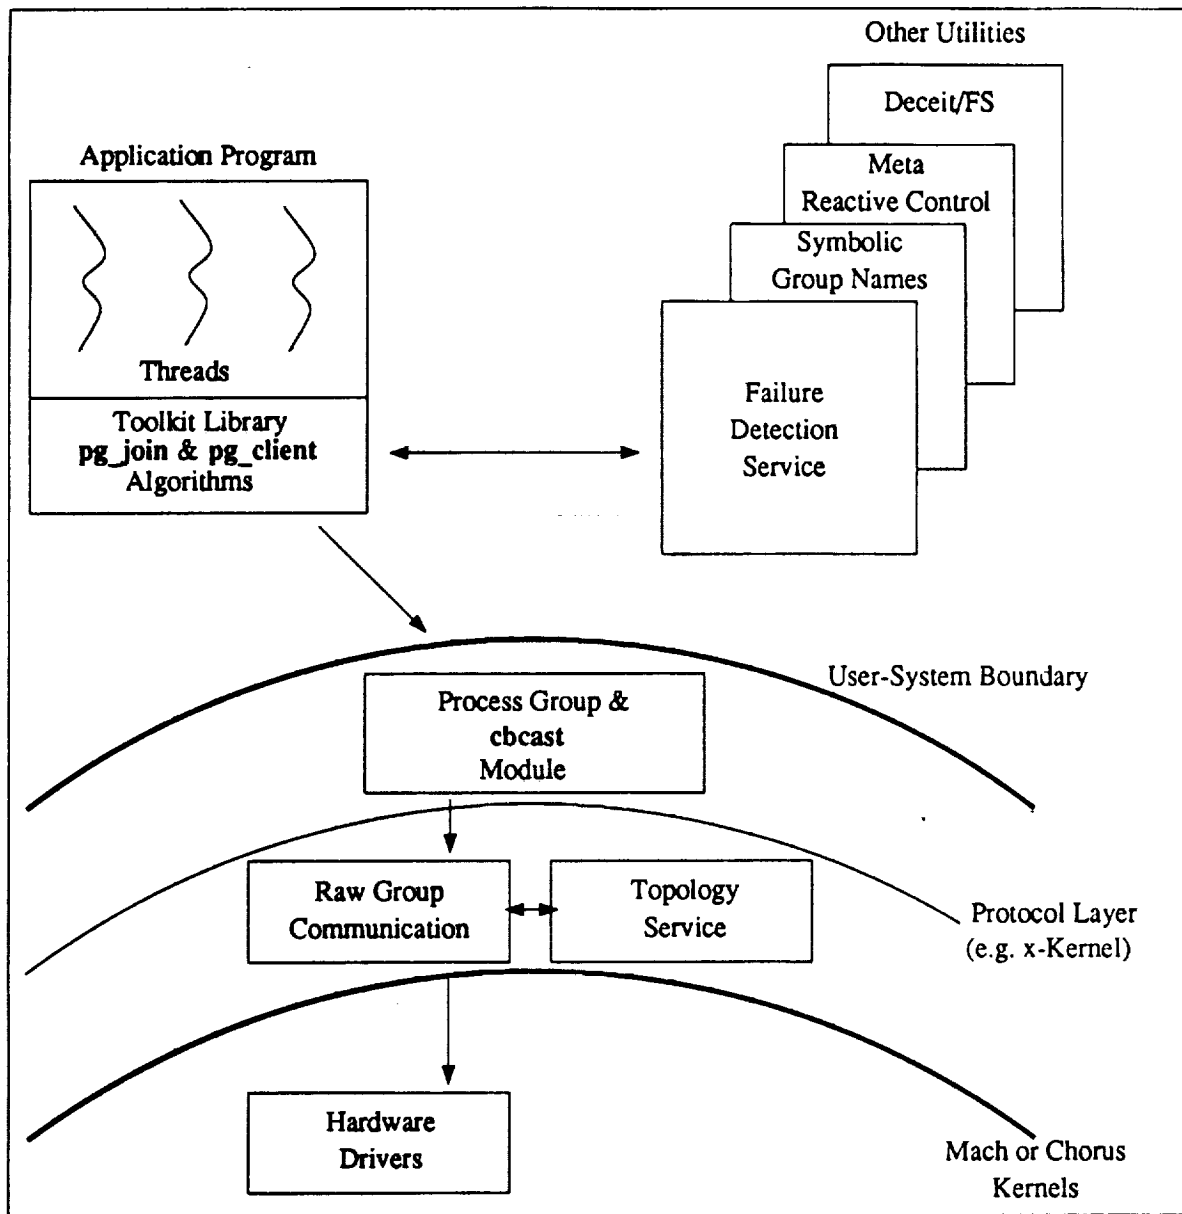 Other Utilities
Deceit/FS
Application Program
Meta
Reactive Control
Symbolic
Group Names
Threads
Failure
Detection
Service
Toolkit Library
pg_join & pg_client
Algorithms
User-System Boundary
Process Group &
cbcast
Module
Raw Group
Communication
Topology
Service
Protocol Layer
(e.g. x-Kernel)
Hardware
Drivers
Mach or Chorus
Kernels